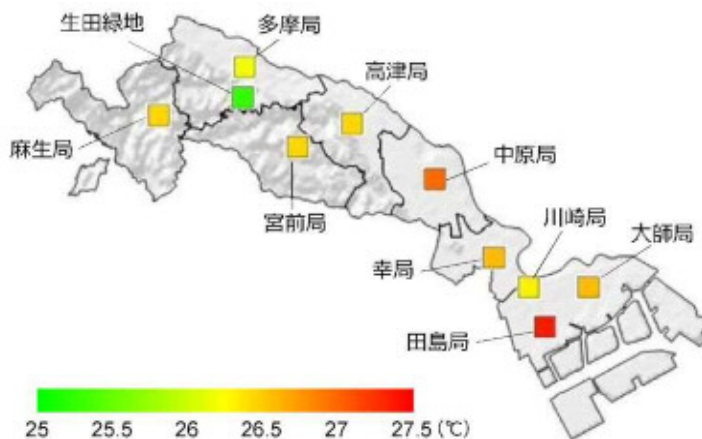 生田緑地
多摩局
高津局
麻生局
中原局
宮前局
川崎局
大師局
幸局
田島局
25 25.5 26 26.5 27 27.5 (℃)